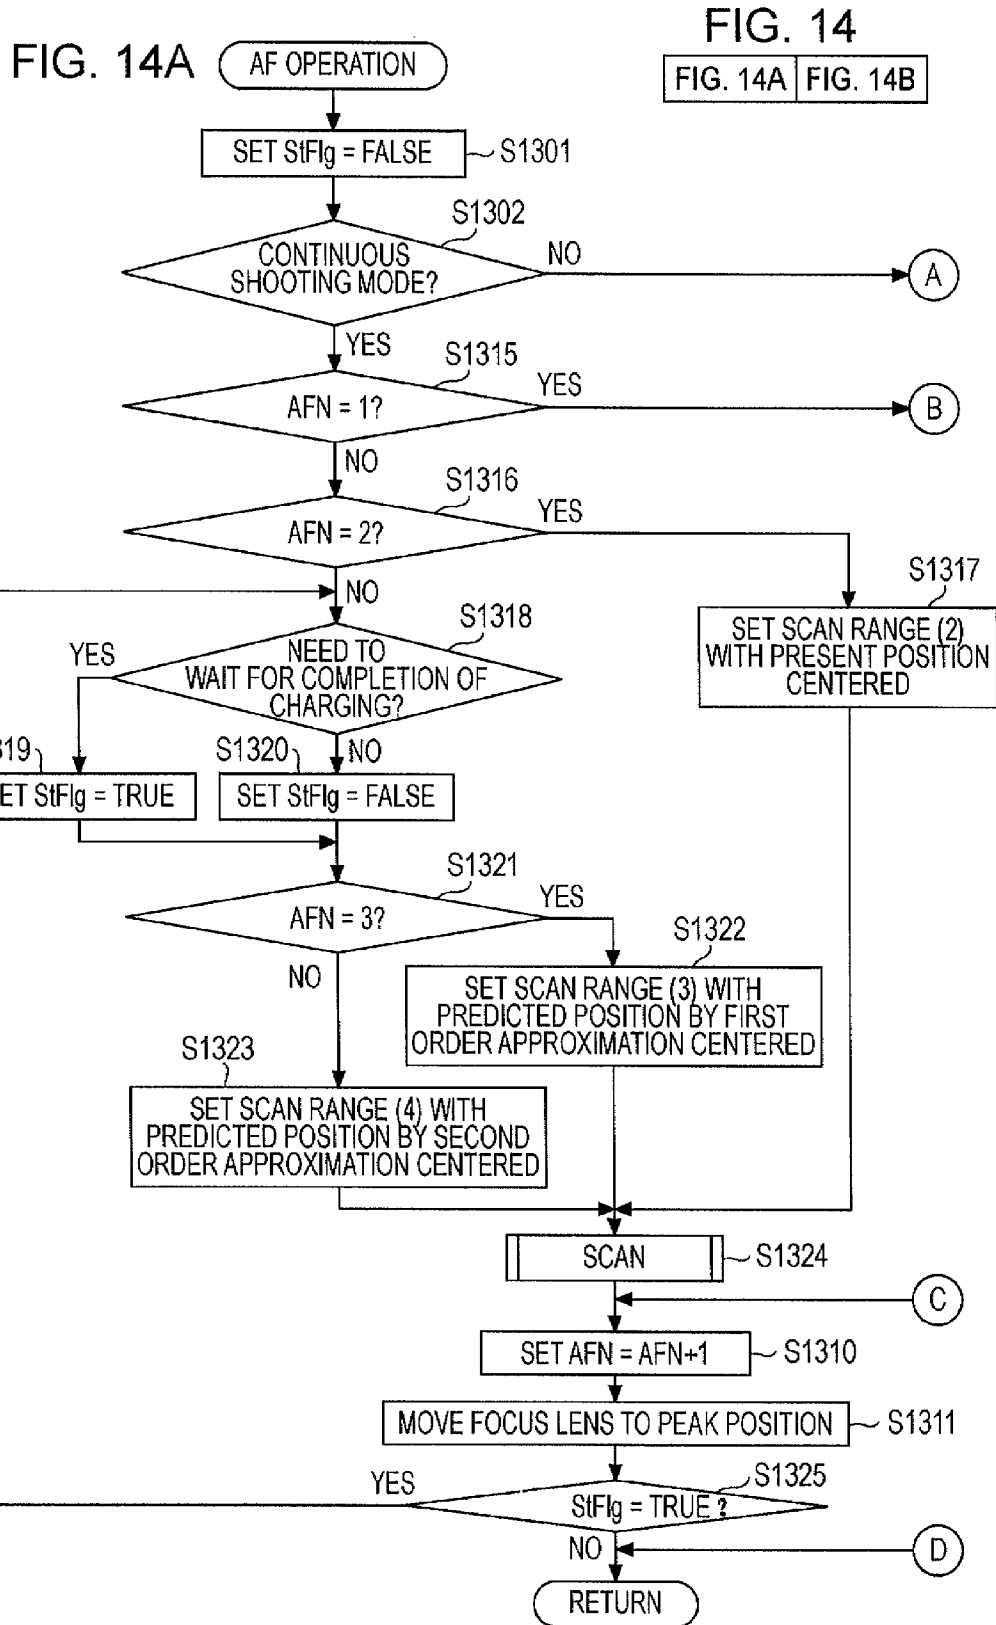 FIG. 14
FIG. 14A
FIG. 14A FIG. 14B
AF OPERATION
SET StFlg = FALSE
S1301
S1302
CONTINUOUS
SHOOTING MODE?
NO
A
YES
S1315
AFN = 1?
YES
B
NO
S1316
AFN = 2?
YES
NO
S1317
SET SCAN RANGE (2)
WITH PRESENT POSITION
CENTERED
S1318
NEED TO
WAIT FOR COMPLETION OF
CHARGING?
YES
NO
319
ET StFlg = TRUE
S1320
SET StFlg = FALSE
S1321
AFN = 3?
YES
NO
S1322
SET SCAN RANGE (3) WITH
PREDICTED POSITION BY FIRST
ORDER APPROXIMATION CENTERED
S1323
SET SCAN RANGE (4) WITH
PREDICTED POSITION BY SECOND
ORDER APPROXIMATION CENTERED
SCAN
S1324
C
SET AFN = AFN+1
S1310
MOVE FOCUS LENS TO PEAK POSITION
S1311
S1325
YES
StFlg = TRUE ?
NO
D
RETURN